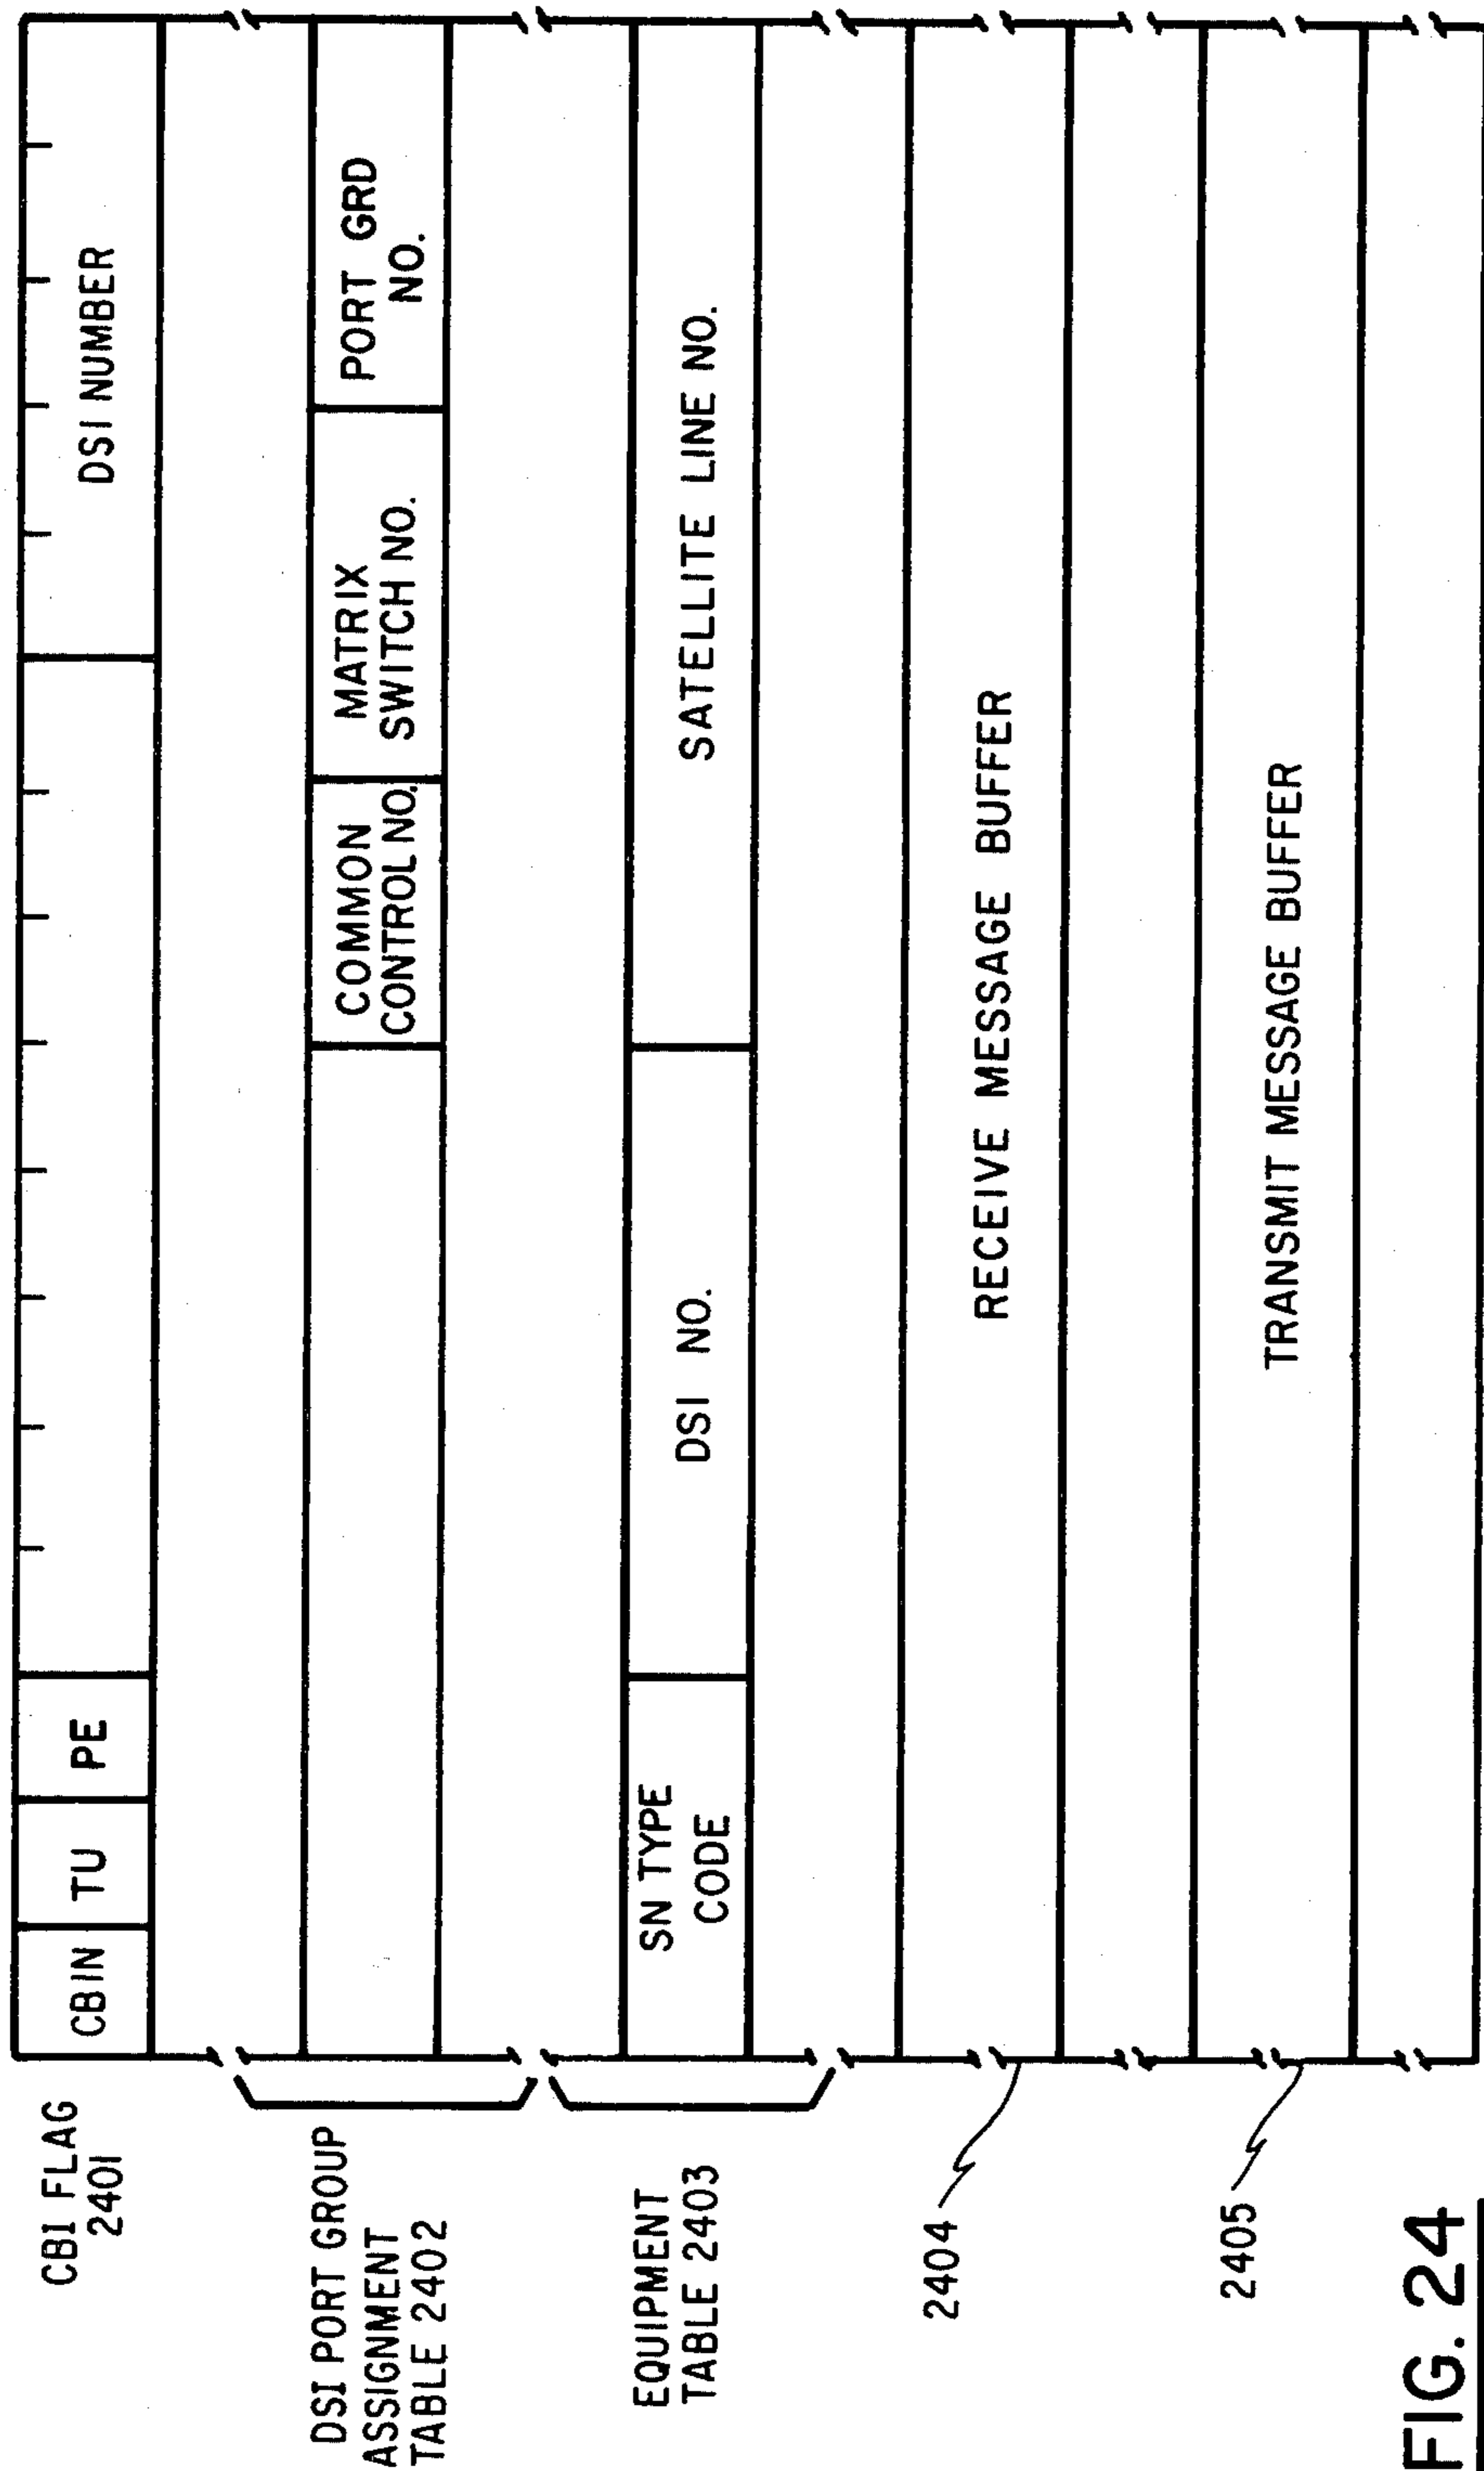 CBI FLAG
2401
CBIN
TU
PE
DSI NUMBER
DSI PORT GROUP
ASSIGNMENT
TABLE 2402
COMMON
CONTROL NO.
MATRIX
SWITCH NO.
PORT GRD
NO.
EQUIPMENT
TABLE 2403
SN TYPE
CODE
DSI NO.
SATELLITE LINE NO.
2404
RECEIVE MESSAGE BUFFER
2405
TRANSMIT MESSAGE BUFFER
FIG. 24